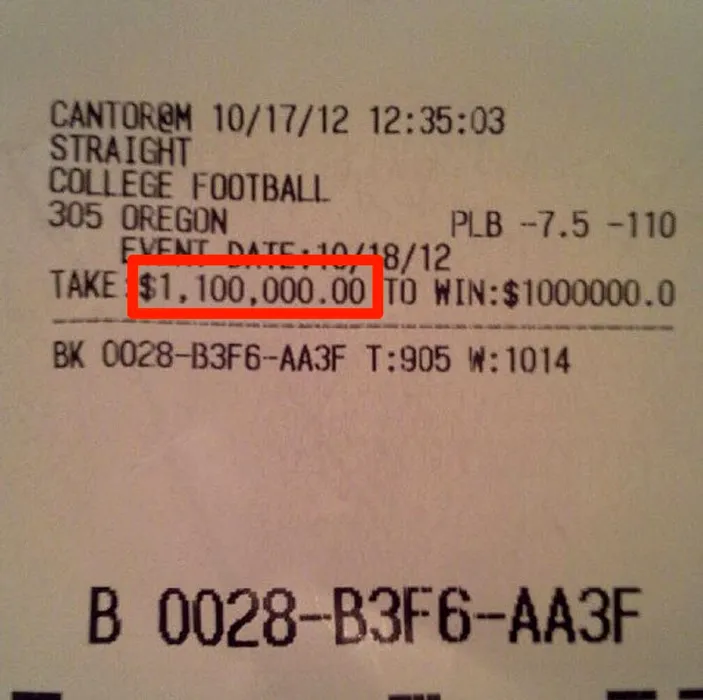 CANTOR@M 10/17/12 12:35:03
STRAIGHT
COLLEGE FOOTBALL
305 OREGON PLB -7.5 -110
EVENT DATE:10/18/12
TAKE:$1,100,000.00 TO WIN:$1000000.0
BK 0028-B3F6-AA3F T:905 W:1014
B 0028-B3F6-AA3F